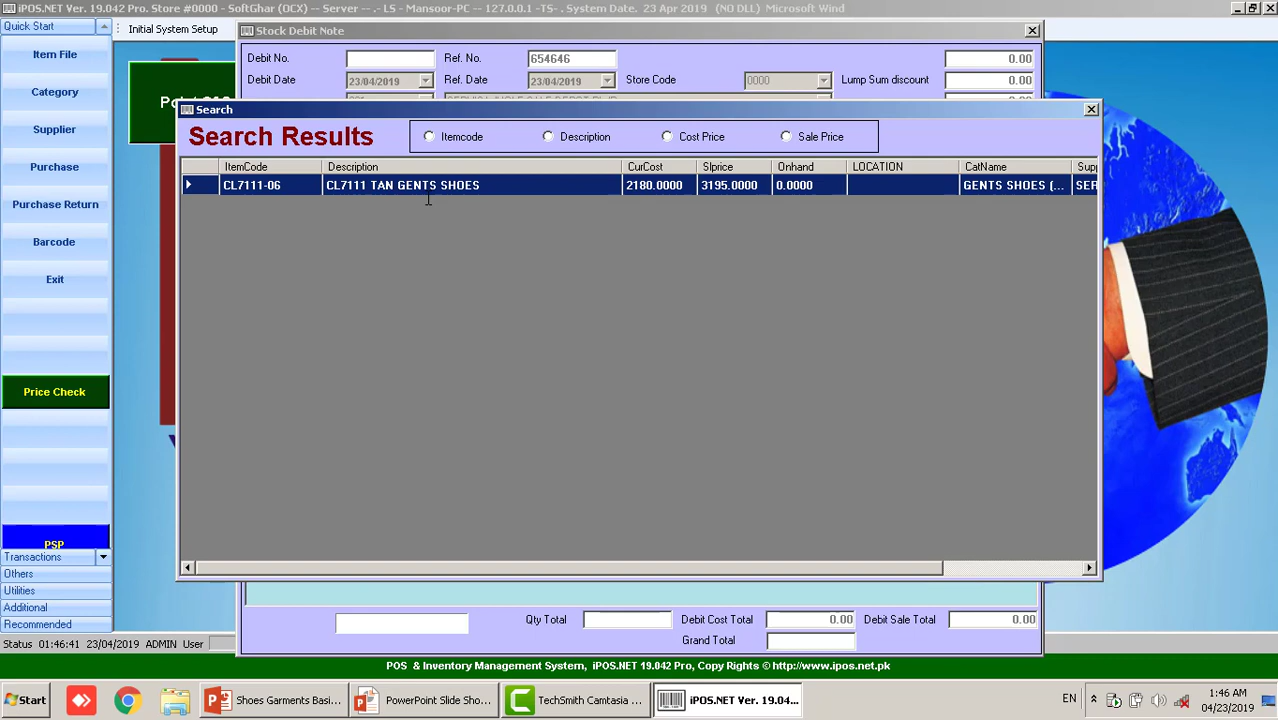 iPOS.NET Ver. 19.042 Pro. Store #0000 - SoftGhar (OCX) -- Server -- .- LS - Mansoor-PC -- 127.0.0.1 -TS- . System Date. 23 Apr 2019 (NO DLL) Microsoft Wind
Quick Start
Initial System Setup
Stock Debit Note
Item File
Category
Supplier
Purchase
Purchase Return
Barcode
Exit
Price Check
PSP
Transactions
Others
Utilities
Additional
Recommended
Debit No.
Ref. No.
654646
0.00
Debit Date
23/04/2019
Ref. Date
23/04/2019
Store Code
0000
Lump Sum discount
0.00
Search
Search Results
Itemcode
Description
Cost Price
Sale Price
ItemCode
Description
CurCost
Slprice
Onhand
LOCATION
CatName
Supp
CL7111-06
CL7111 TAN GENTS SHOES
2180.0000
3195.0000
0.0000
GENTS SHOES (...
SER
Qty Total
Debit Cost Total
0.00
Debit Sale Total
0.00
Grand Total
Status
01:46:41
23/04/2019
ADMIN
User
POS & Inventory Management System, iPOS.NET 19.042 Pro, Copy Rights © http://www.ipos.net.pk
Start
Shoes Garments Basi...
PowerPoint Slide Sho...
TechSmith Camtasia ...
iPOS.NET Ver. 19.04...
EN
1:46 AM
04/23/2019